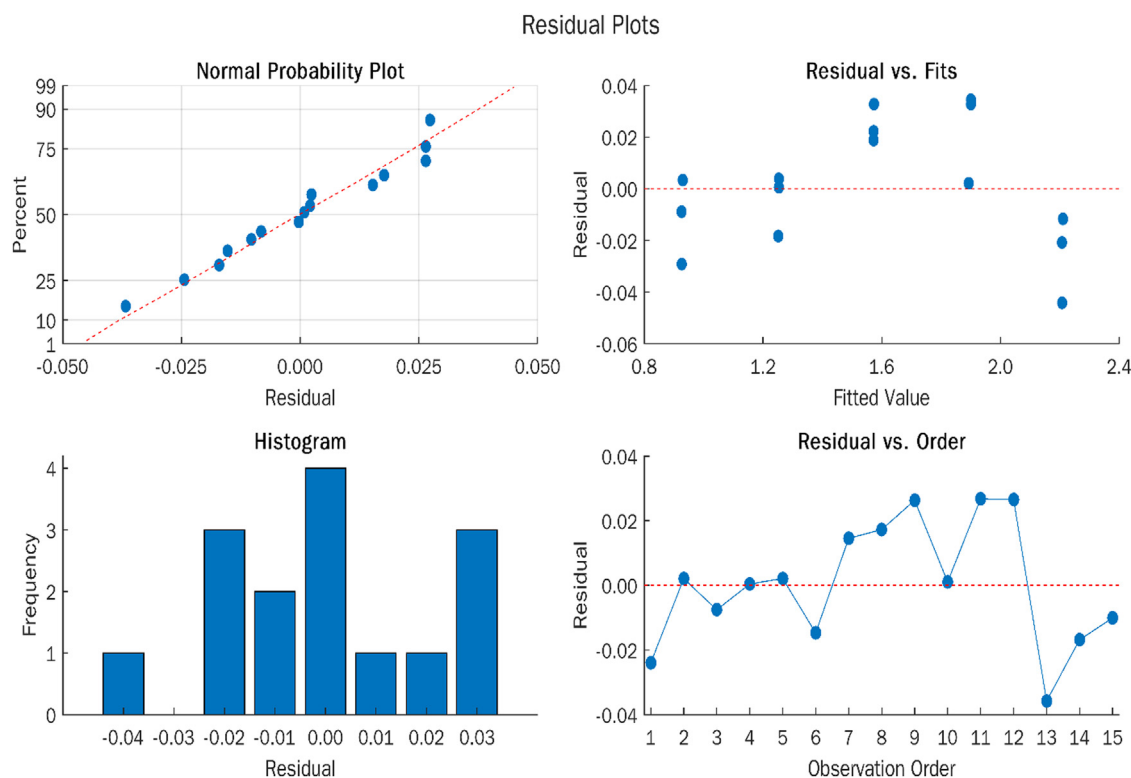 Residual Plots
Normal Probability Plot
99
90
75
50
25
10
1
Percent
-0.050 -0.025 0.000 0.025 0.050
Residual
Residual vs. Fits
0.04
0.02
0.00
-0.02
-0.04
-0.06
Residual
0.8 1.2 1.6 2.0 2.4
Fitted Value
Histogram
4
3
2
1
0
Frequency
-0.04 -0.03 -0.02 -0.01 0.00 0.01 0.02 0.03
Residual
Residual vs. Order
0.04
0.02
0.00
-0.02
-0.04
Residual
1 2 3 4 5 6 7 8 9 10 11 12 13 14 15
Observation Order